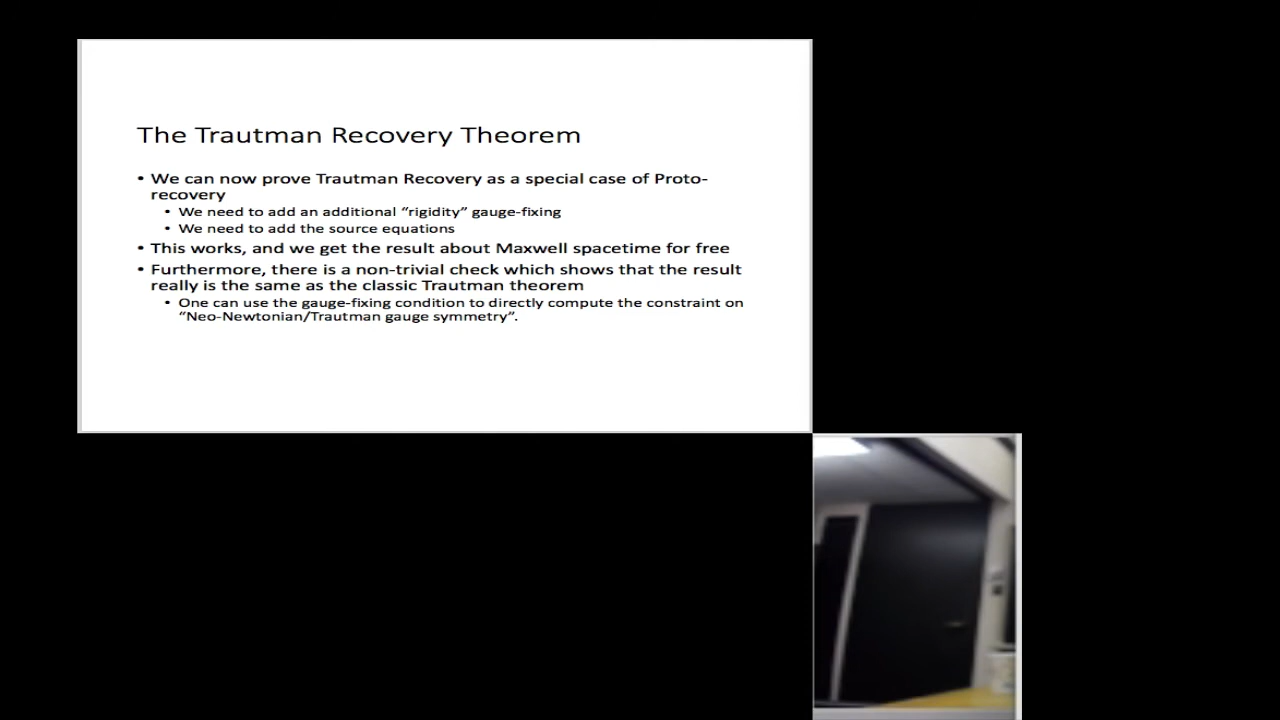 The Trautman Recovery Theorem
• We can now prove Trautman Recovery as a special case of Proto-
recovery
• We need to add an additional “rigidity” gauge-fixing
• We need to add the source equations
• This works, and we get the result about Maxwell spacetime for free
• Furthermore, there is a non-trivial check which shows that the result
really is the same as the classic Trautman theorem
• One can use the gauge-fixing condition to directly compute the constraint on
“Neo-Newtonian/Trautman gauge symmetry”.